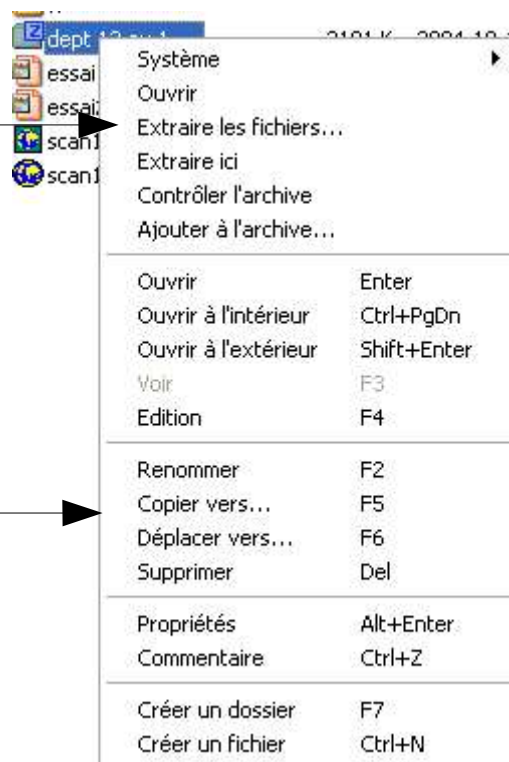 dept
essai
essai
scan1
scan1
Système
Ouvrir
Extraire les fichiers...
Extraire ici
Contrôler l'archive
Ajouter à l'archive...
Ouvrir Enter
Ouvrir à l'intérieur Ctrl+PgDn
Ouvrir à l'extérieur Shift+Enter
Voir F3
Edition F4
Renommer F2
Copier vers... F5
Déplacer vers... F6
Supprimer Del
Propriétés Alt+Enter
Commentaire Ctrl+Z
Créer un dossier F7
Créer un fichier Ctrl+N